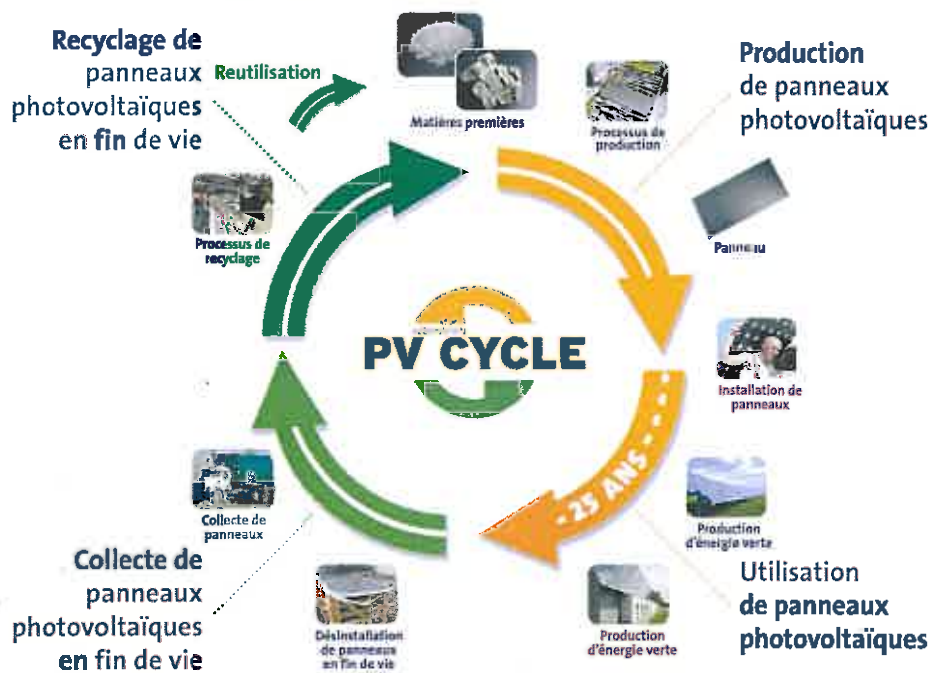 Recyclage de
panneaux
photovoltaïques
en fin de vie
Reutilisation
Matières premières
Processus de
production
Production
de panneaux
photovoltaïques
Panneau
Processus de
recyclage
PV CYCLE
Installation de
panneaux
- 25 ANS -
Production
d'énergie verte
Collecte de
panneaux
Collecte de
panneaux
photovoltaïques
en fin de vie
Désinstallation
de panneaux
en fin de vie
Production
d'énergie verte
Utilisation
de panneaux
photovoltaïques